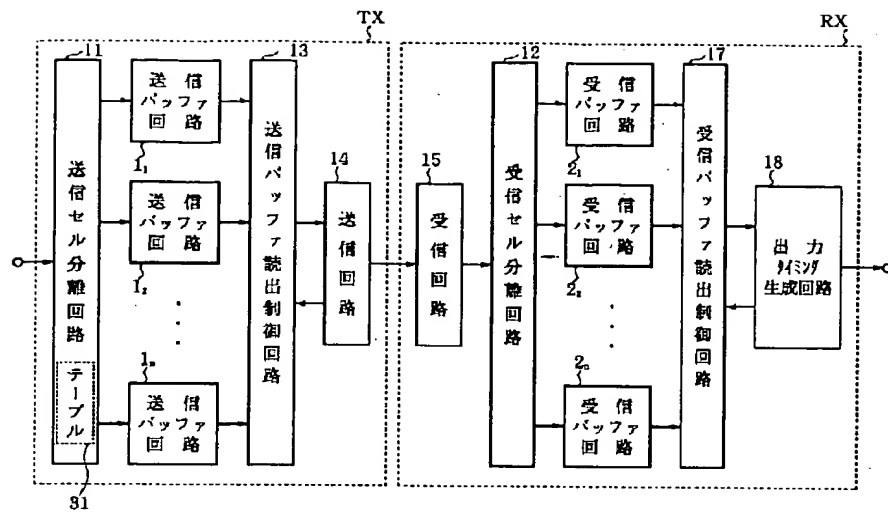 TX
RX
11
13
12
17
送信
バッファ
回路
1₁
送信
バッファ
回路
1₂
1ₙ
送信
バッファ
回路
送信セル分離回路
テーブル
31
送信バッファ読出制御回路
14
送信回路
15
受信回路
受信セル分離回路
受信
バッファ
回路
2₁
受信
バッファ
回路
2₂
2ₙ
受信
バッファ
回路
受信バッファ読出制御回路
18
出力
タイミング
生成回路